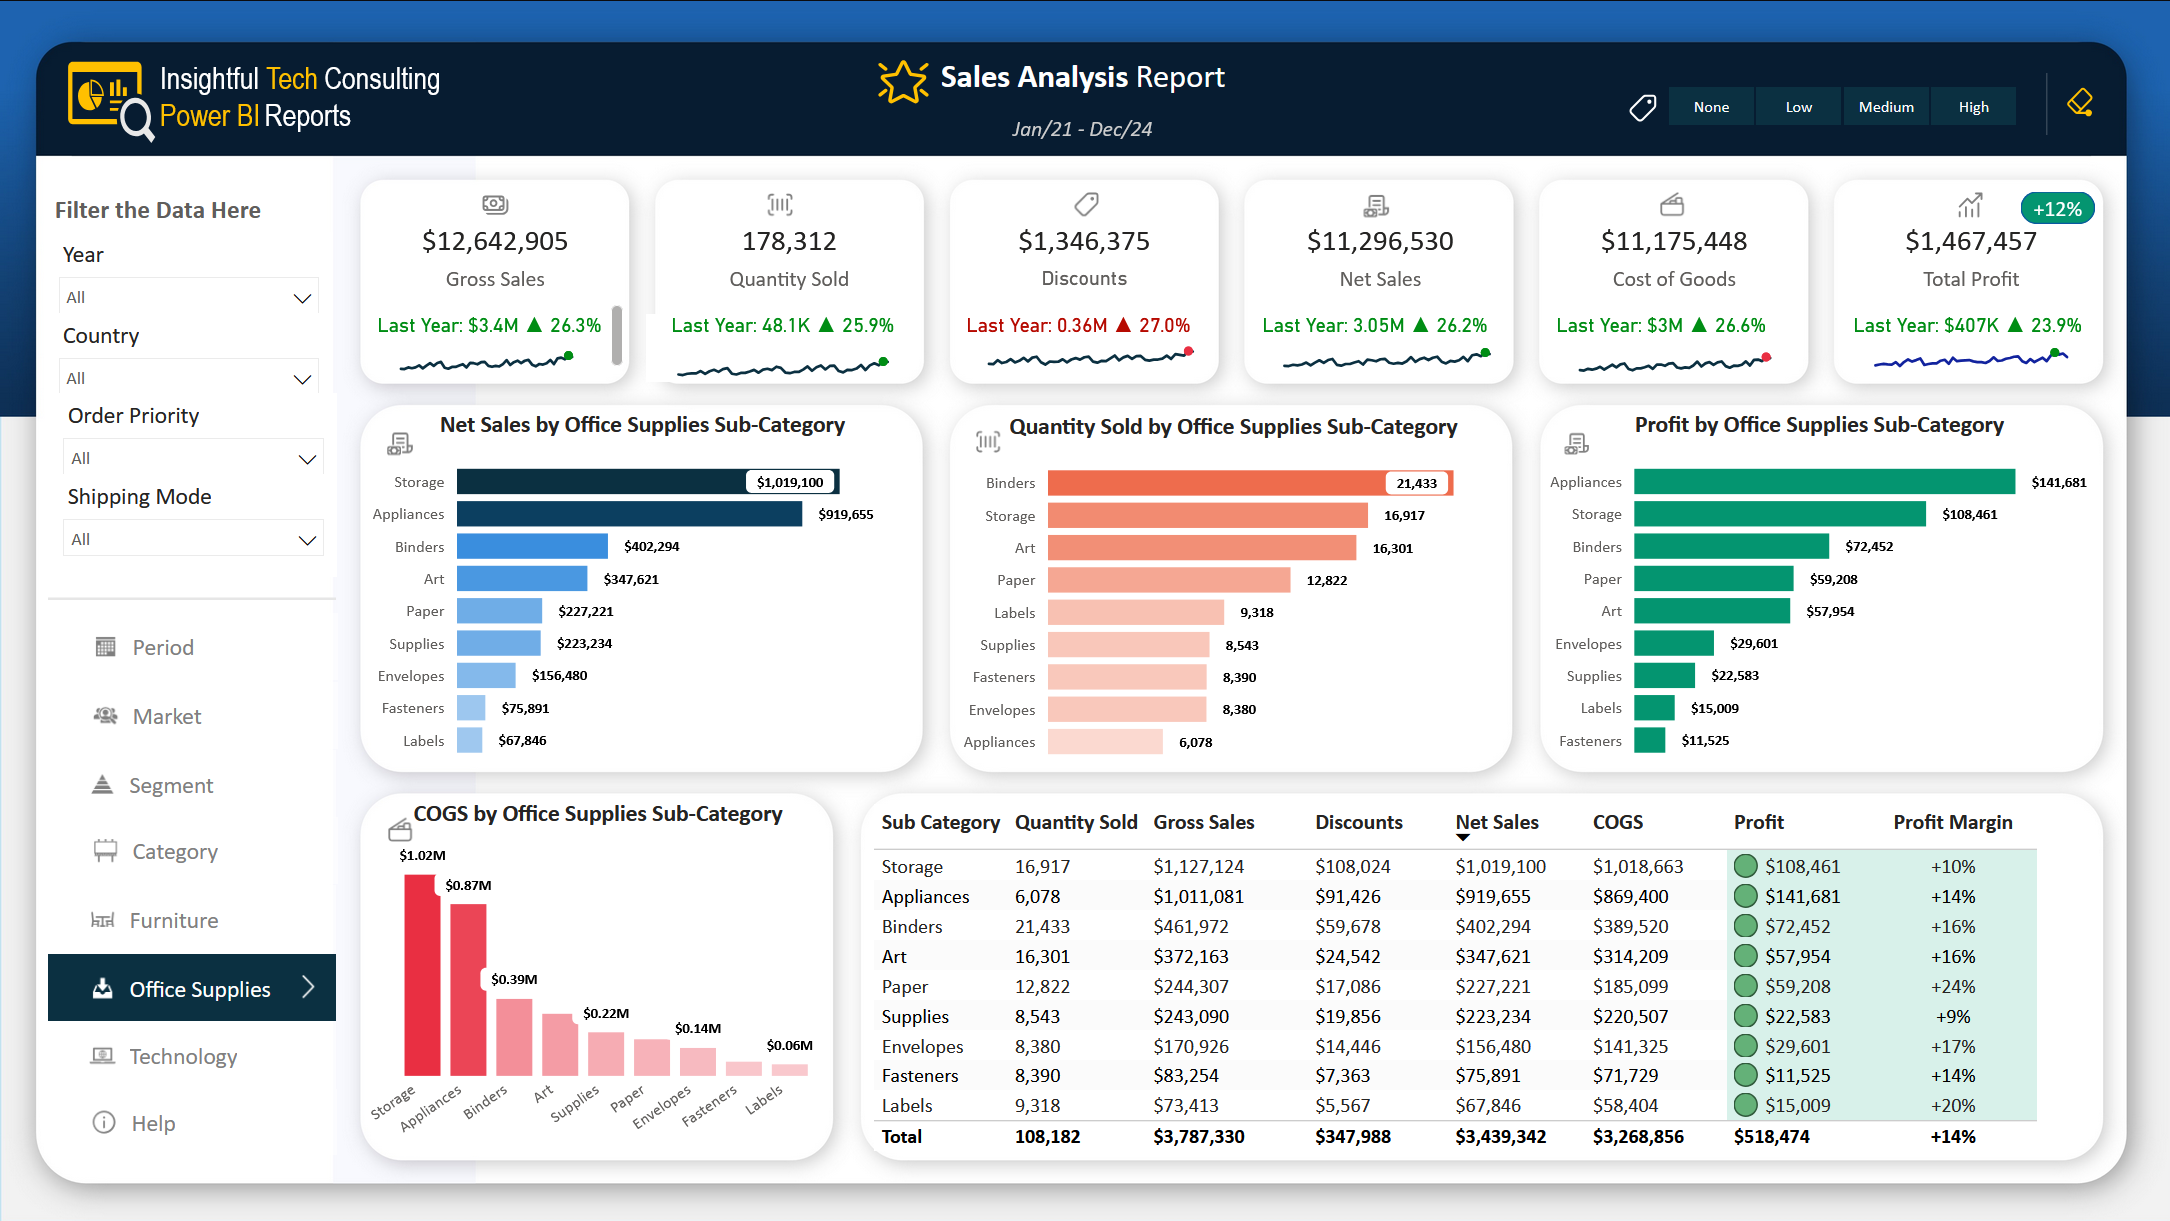 Insightful Tech Consulting
Power BI Reports
Sales Analysis Report
Jan/21 - Dec/24
None
Low
Medium
High
Filter the Data Here
Year
All
Country
All
Order Priority
All
Shipping Mode
All
Period
Market
Segment
Category
Furniture
Office Supplies
Technology
Help
$12,642,905
Gross Sales
Last Year: $3.4M ▲ 26.3%
178,312
Quantity Sold
Last Year: 48.1K ▲ 25.9%
$1,346,375
Discounts
Last Year: 0.36M ▲ 27.0%
$11,296,530
Net Sales
Last Year: 3.05M ▲ 26.2%
$11,175,448
Cost of Goods
Last Year: $3M ▲ 26.6%
+12%
$1,467,457
Total Profit
Last Year: $407K ▲ 23.9%
Net Sales by Office Supplies Sub-Category
Storage $1,019,100
Appliances $919,655
Binders $402,294
Art $347,621
Paper $227,221
Supplies $223,234
Envelopes $156,480
Fasteners $75,891
Labels $67,846
Quantity Sold by Office Supplies Sub-Category
Binders 21,433
Storage 16,917
Art 16,301
Paper 12,822
Labels 9,318
Supplies 8,543
Fasteners 8,390
Envelopes 8,380
Appliances 6,078
Profit by Office Supplies Sub-Category
Appliances $141,681
Storage $108,461
Binders $72,452
Paper $59,208
Art $57,954
Envelopes $29,601
Supplies $22,583
Labels $15,009
Fasteners $11,525
COGS by Office Supplies Sub-Category
$1.02M
$0.87M
$0.39M
$0.22M
$0.14M
$0.06M
Storage
Appliances
Binders
Art
Supplies
Paper
Envelopes
Fasteners
Labels
Sub Category Quantity Sold Gross Sales Discounts Net Sales COGS Profit Profit Margin
Storage 16,917 $1,127,124 $108,024 $1,019,100 $1,018,663 $108,461 +10%
Appliances 6,078 $1,011,081 $91,426 $919,655 $869,400 $141,681 +14%
Binders 21,433 $461,972 $59,678 $402,294 $389,520 $72,452 +16%
Art 16,301 $372,163 $24,542 $347,621 $314,209 $57,954 +16%
Paper 12,822 $244,307 $17,086 $227,221 $185,099 $59,208 +24%
Supplies 8,543 $243,090 $19,856 $223,234 $220,507 $22,583 +9%
Envelopes 8,380 $170,926 $14,446 $156,480 $141,325 $29,601 +17%
Fasteners 8,390 $83,254 $7,363 $75,891 $71,729 $11,525 +14%
Labels 9,318 $73,413 $5,567 $67,846 $58,404 $15,009 +20%
Total 108,182 $3,787,330 $347,988 $3,439,342 $3,268,856 $518,474 +14%